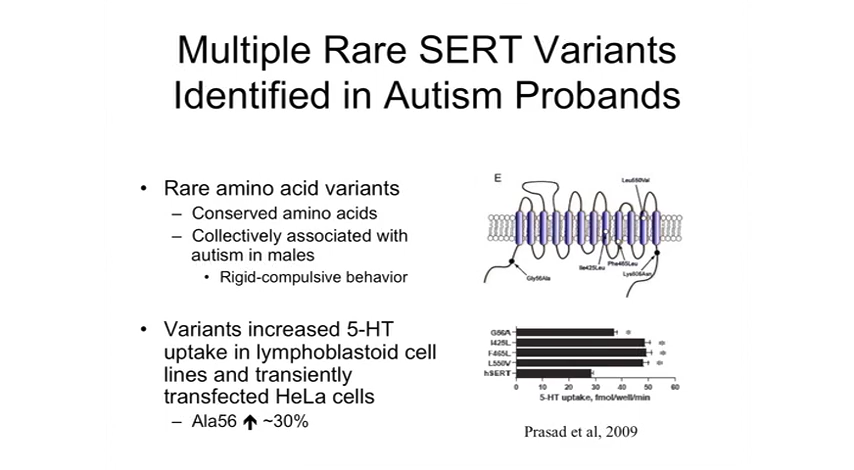 Multiple Rare SERT Variants
Identified in Autism Probands
• Rare amino acid variants
– Conserved amino acids
– Collectively associated with
autism in males
• Rigid-compulsive behavior
• Variants increased 5-HT
uptake in lymphoblastoid cell
lines and transiently
transfected HeLa cells
– Ala56 ↑ ~30%
E
Leu550Val
Ile425Leu
Phe465Leu
Lys605Asn
Gly56Ala
G56A
I425L
F465L
L550V
hSERT
0 10 20 30 40 50 60
5-HT uptake, fmol/well/min
Prasad et al, 2009